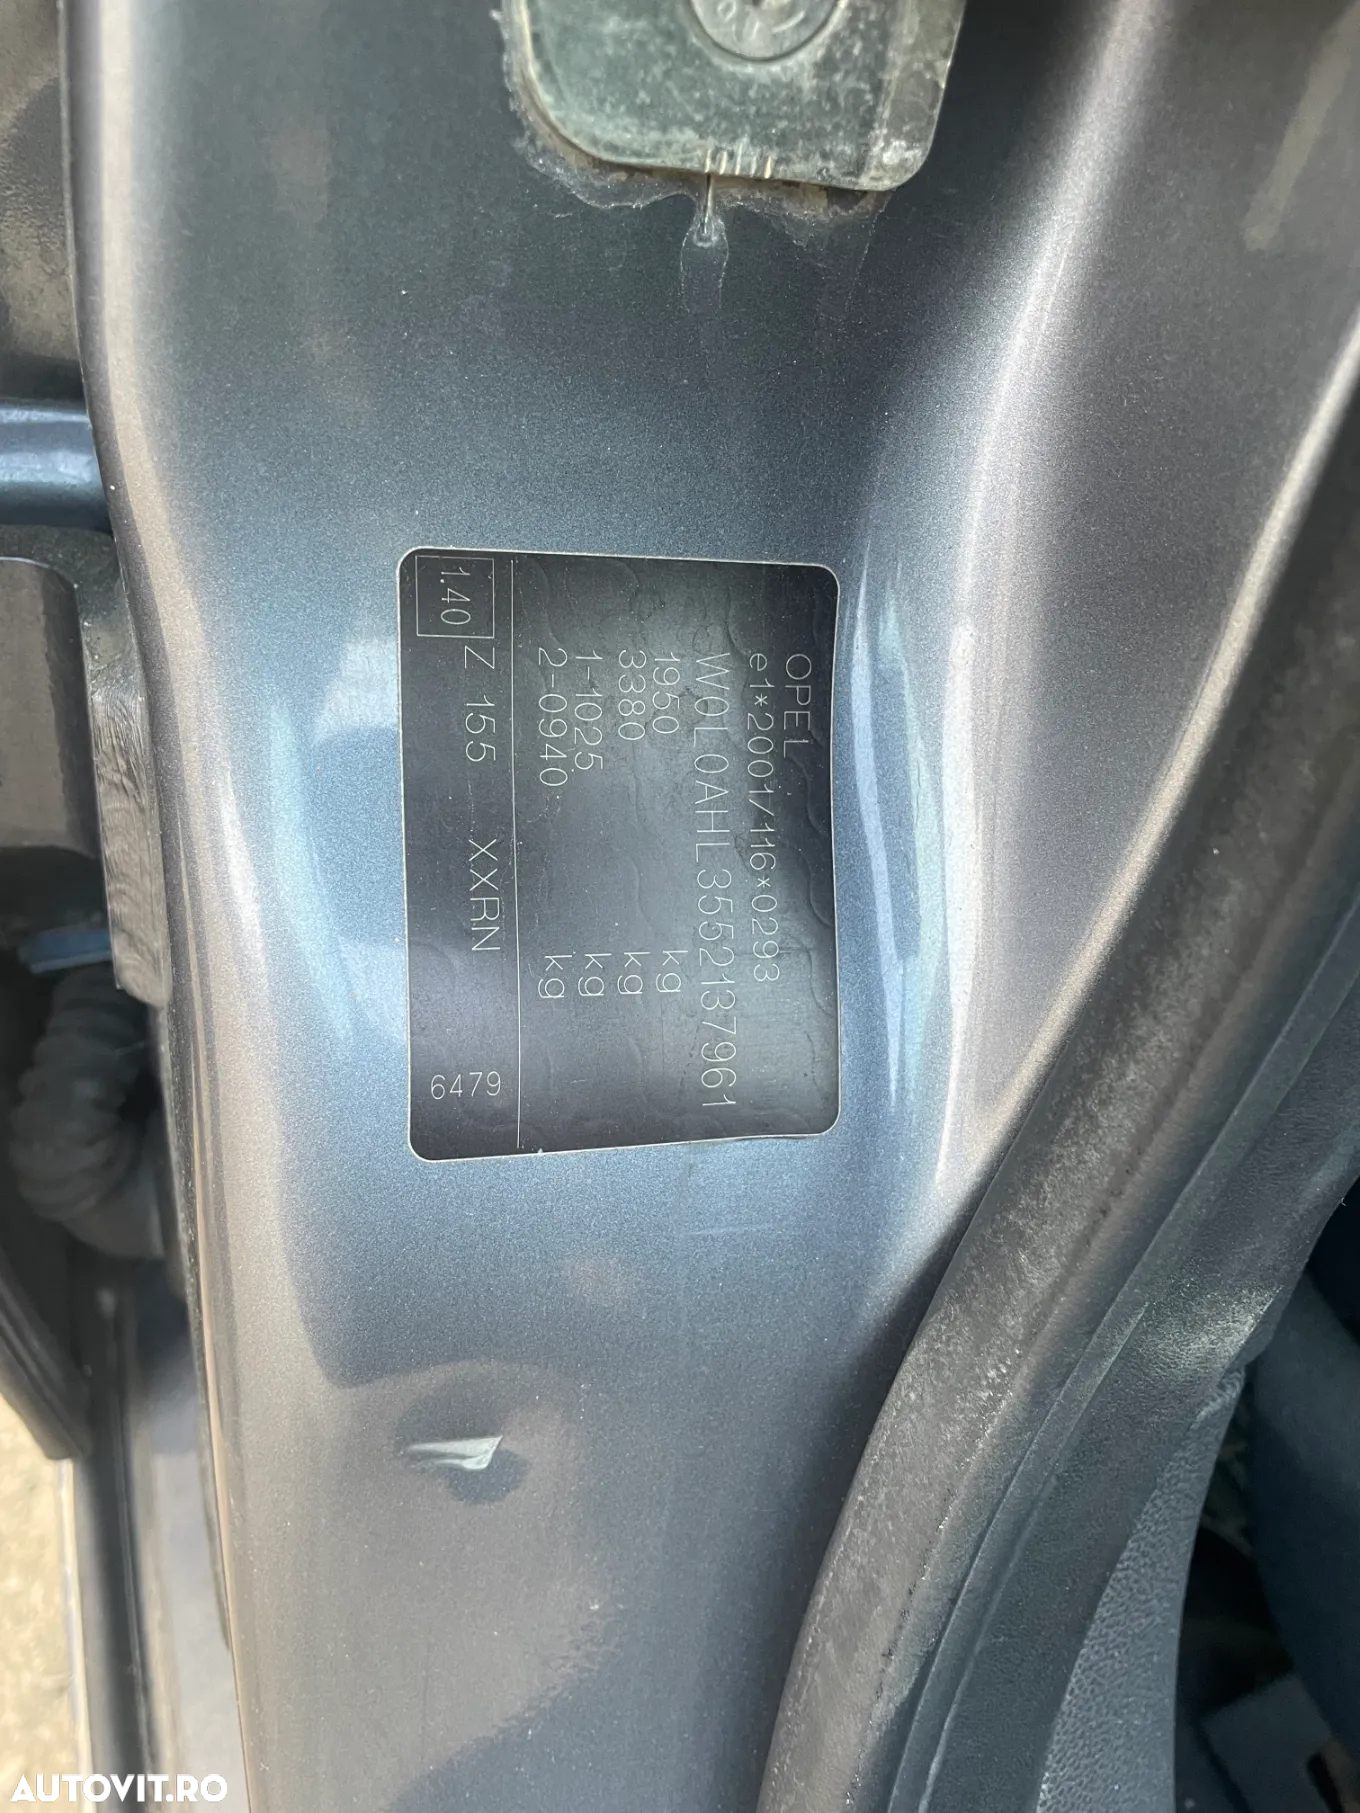 OPEL
e1*2001/116*0293
W0L0AHL3552137961
1950 kg
3380 kg
1-1025 kg
2-0940 kg
1.40 Z 155 XXRN 6479
AUTOVIT.RO